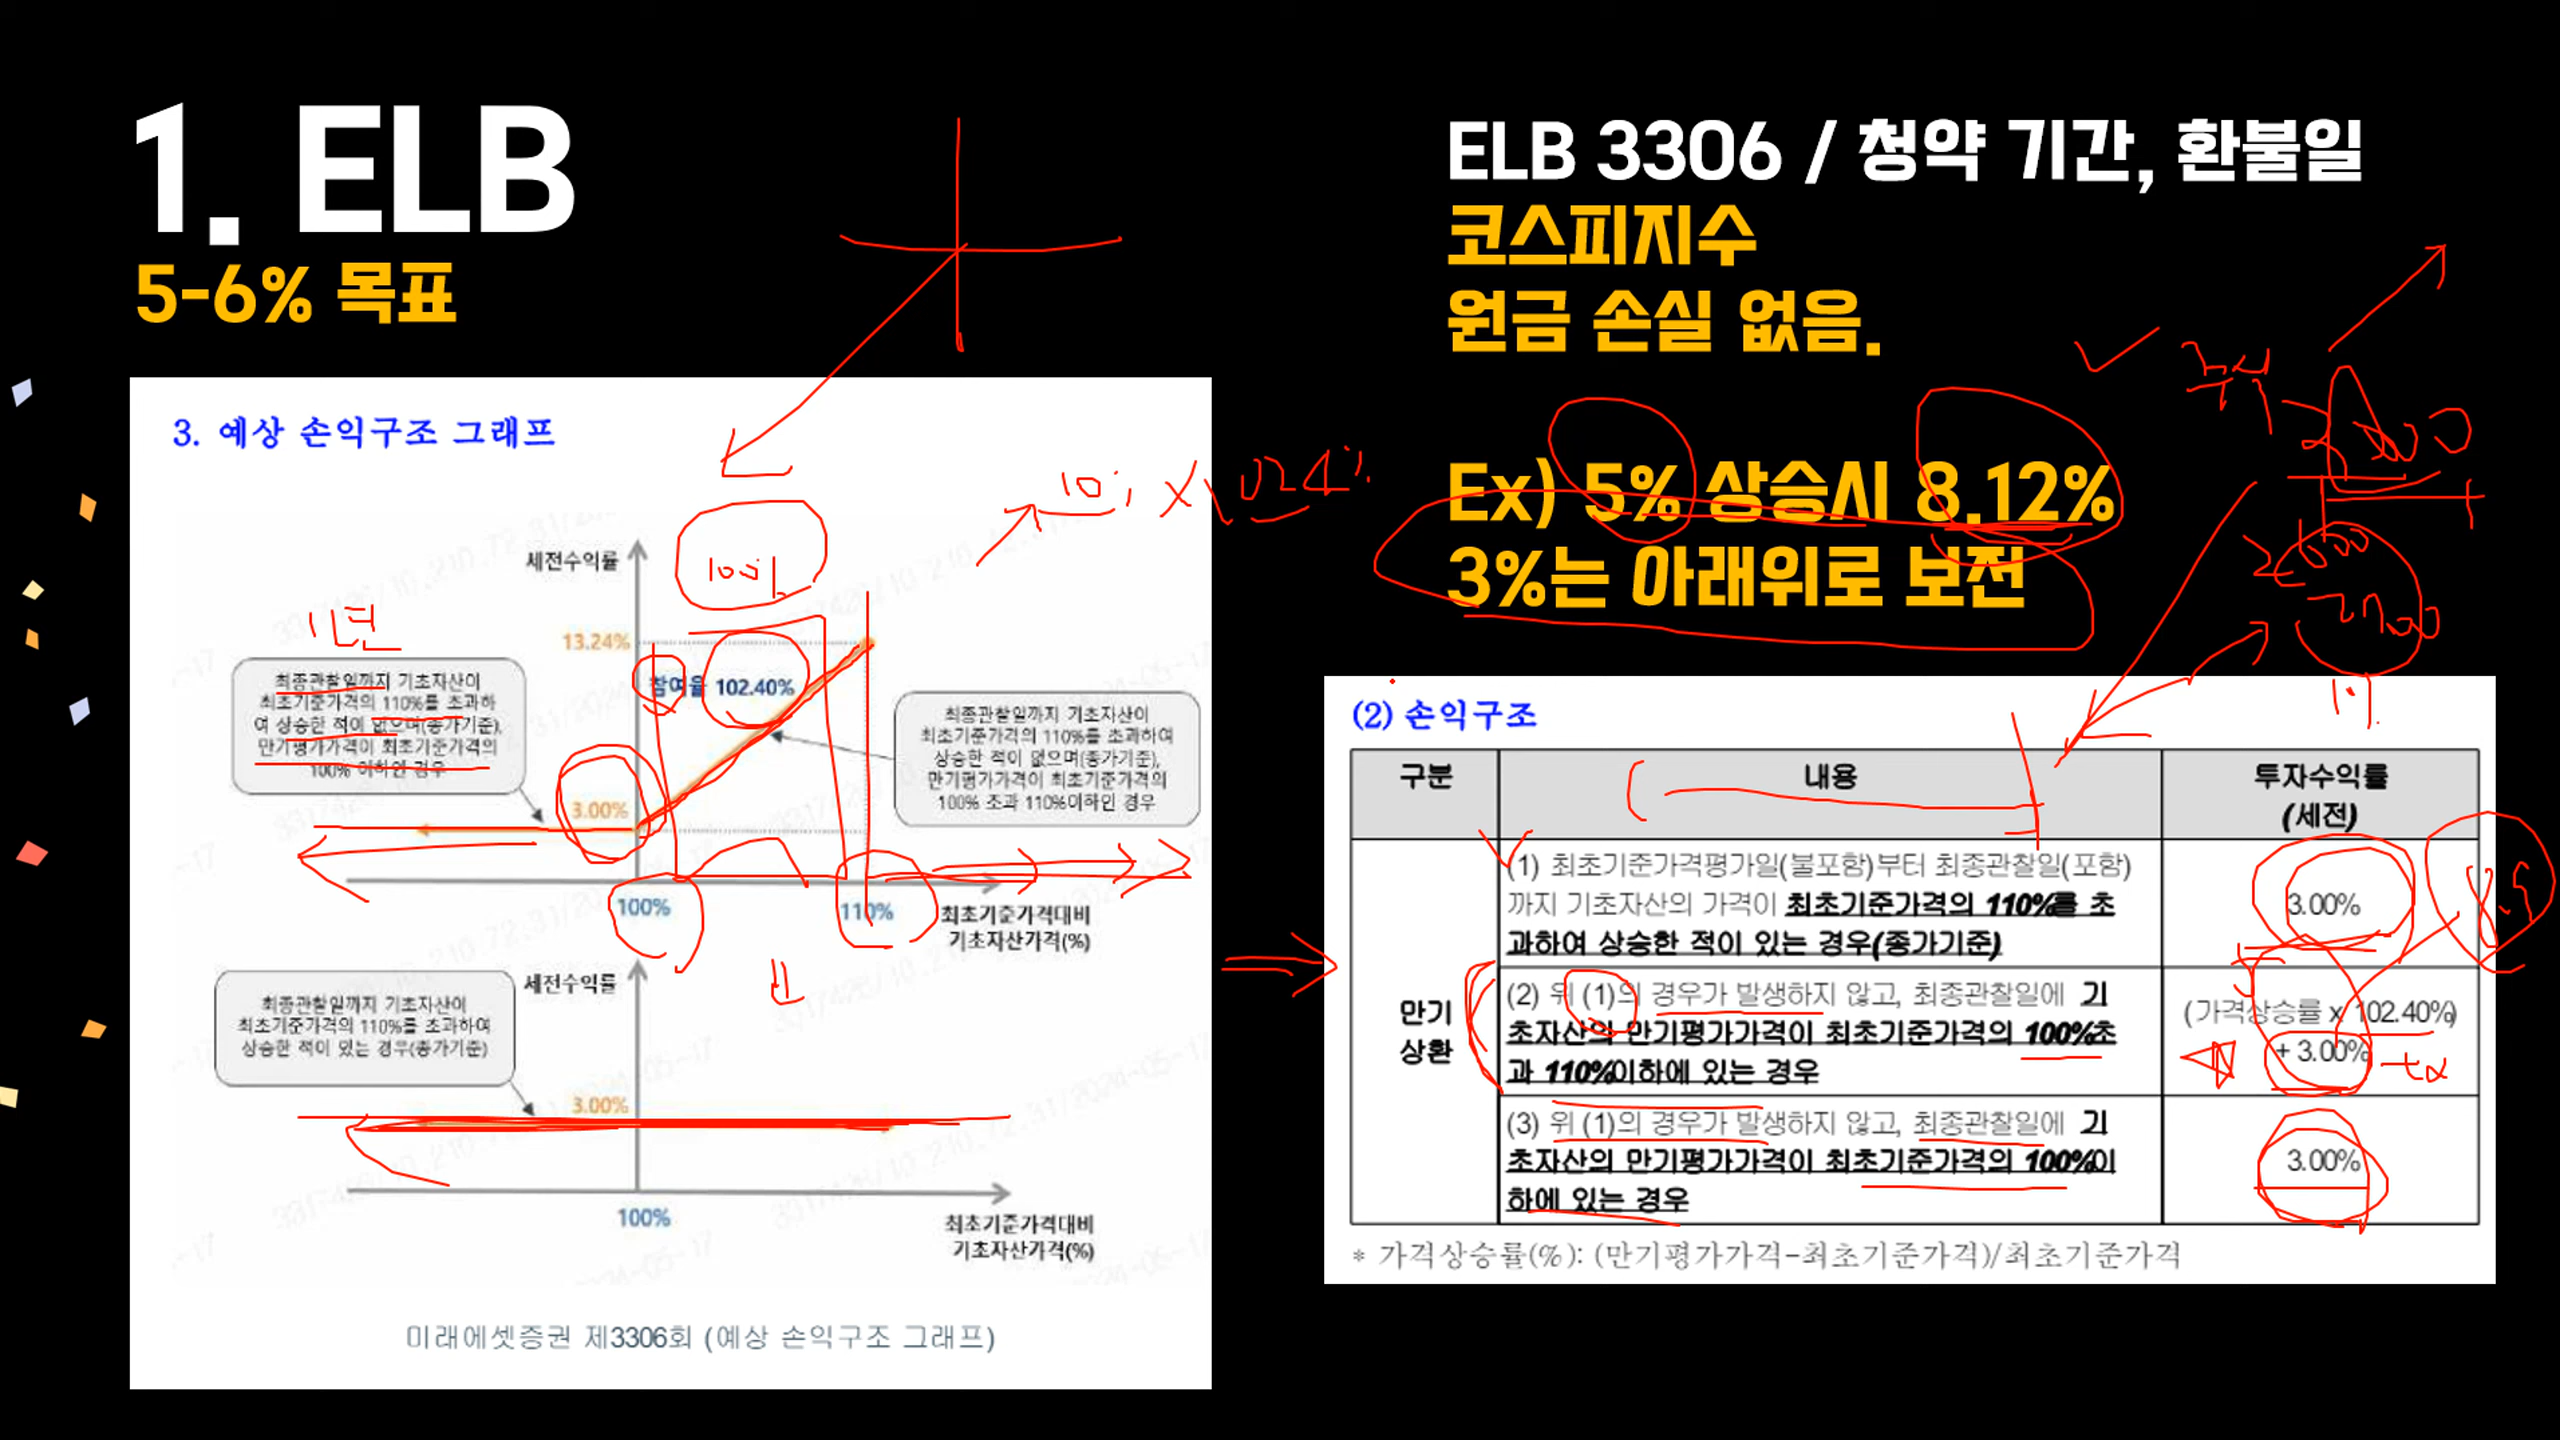 1. ELB
5-6% 목표
ELB 3306 / 청약 기간, 환불일
코스피지수
원금 손실 없음.
Ex) 5% 상승시 8.12%
3%는 아래위로 보전
3. 예상 손익구조 그래프
10% X 1.024%
100%
1년
세전수익률
13.24%
참여율 102.40%
최종관찰일까지 기초자산이
최초기준가격의 110%를 초과하
여 상승한 적이 없으며(종가기준),
만기평가가격이 최초기준가격의
100% 이하인 경우
3.00%
최종관찰일까지 기초자산이
최초기준가격의 110%를 초과하여
상승한 적이 없으며(종가기준),
만기평가가격이 최초기준가격의
100% 초과 110%이하인 경우
100%
110%
최초기준가격대비
기초자산가격(%)
세전수익률
최종관찰일까지 기초자산이
최초기준가격의 110%를 초과하여
상승한 적이 있는 경우(종가기준)
3.00%
100%
최초기준가격대비
기초자산가격(%)
미래에셋증권 제3306회 (예상 손익구조 그래프)
2700
(2) 손익구조
구분
내용
투자수익률
(세전)
만기
상환
(1) 최초기준가격평가일(불포함)부터 최종관찰일(포함)
까지 기초자산의 가격이 최초기준가격의 110%를 초
과하여 상승한 적이 있는 경우(종가기준)
3.00%
8.5
(2) 위 (1)의 경우가 발생하지 않고, 최종관찰일에 기
초자산의 만기평가가격이 최초기준가격의 100%초
과 110%이하에 있는 경우
(가격상승률 x 102.40%)
+ 3.00%
+α
(3) 위 (1)의 경우가 발생하지 않고, 최종관찰일에 기
초자산의 만기평가가격이 최초기준가격의 100%이
하에 있는 경우
3.00%
* 가격상승률(%): (만기평가가격-최초기준가격)/최초기준가격